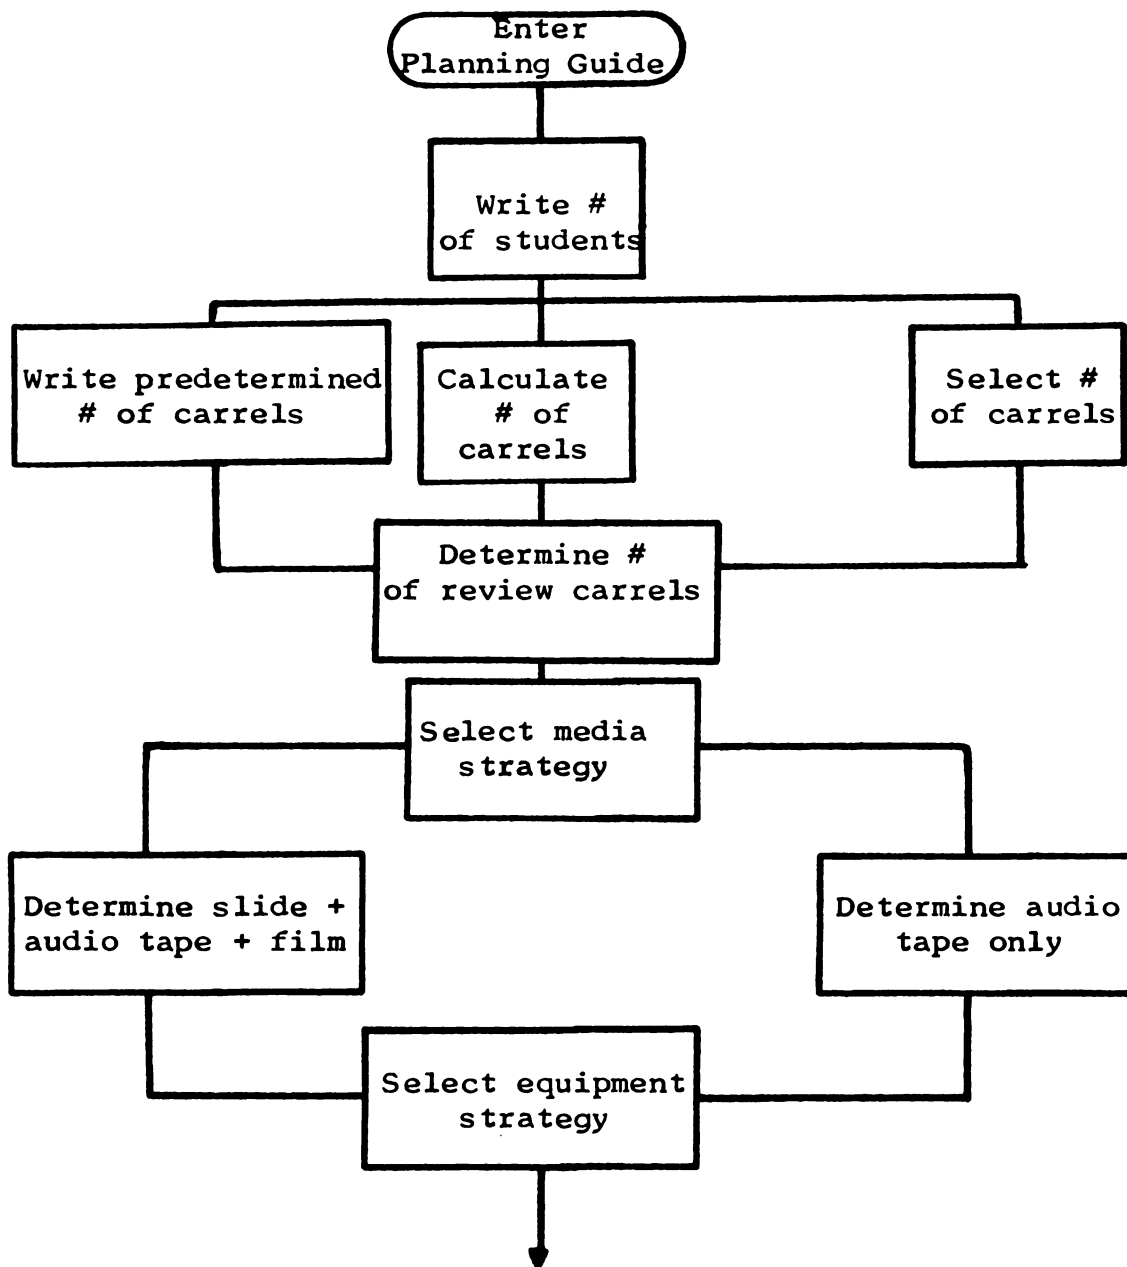 Enter
Planning Guide
Write #
of students
Write predetermined
# of carrels
Calculate
# of
carrels
Select #
of carrels
Determine #
of review carrels
Select media
strategy
Determine slide +
audio tape + film
Determine audio
tape only
Select equipment
strategy